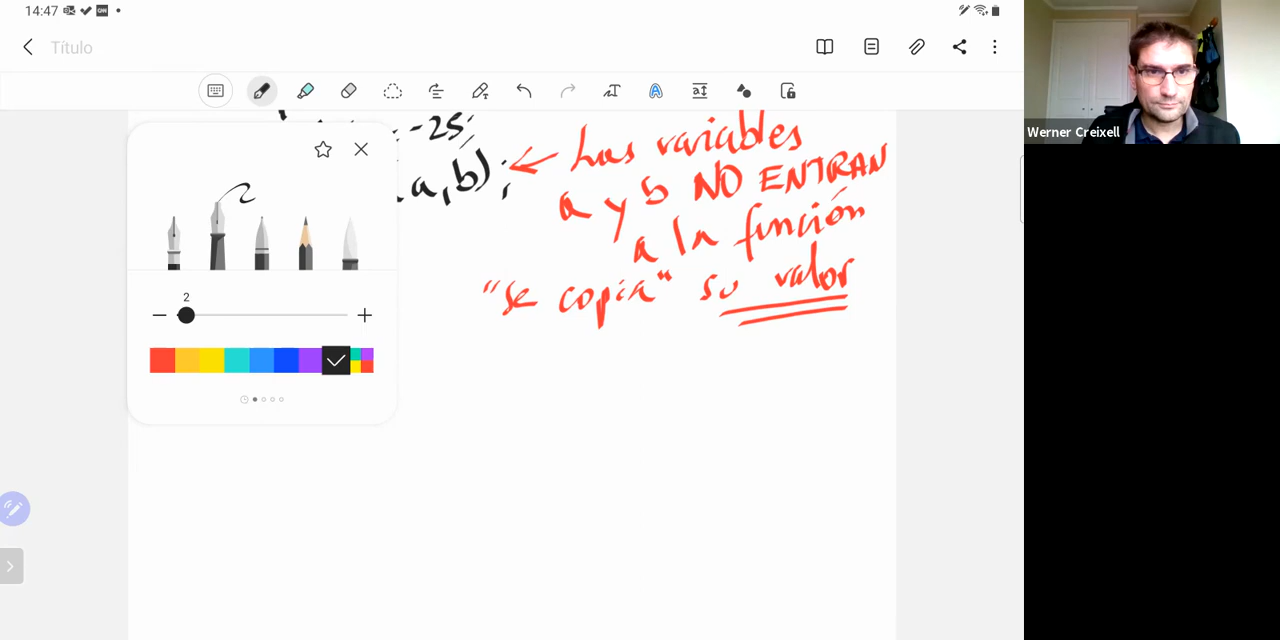 14:47
Título
-25;
a, b);
Las variables
a y b NO ENTRAN
a la función
"se copia" su valor
2
Werner Creixell